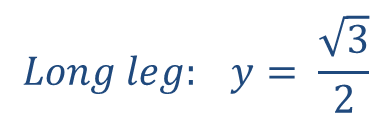 Long leg: y = √3/2